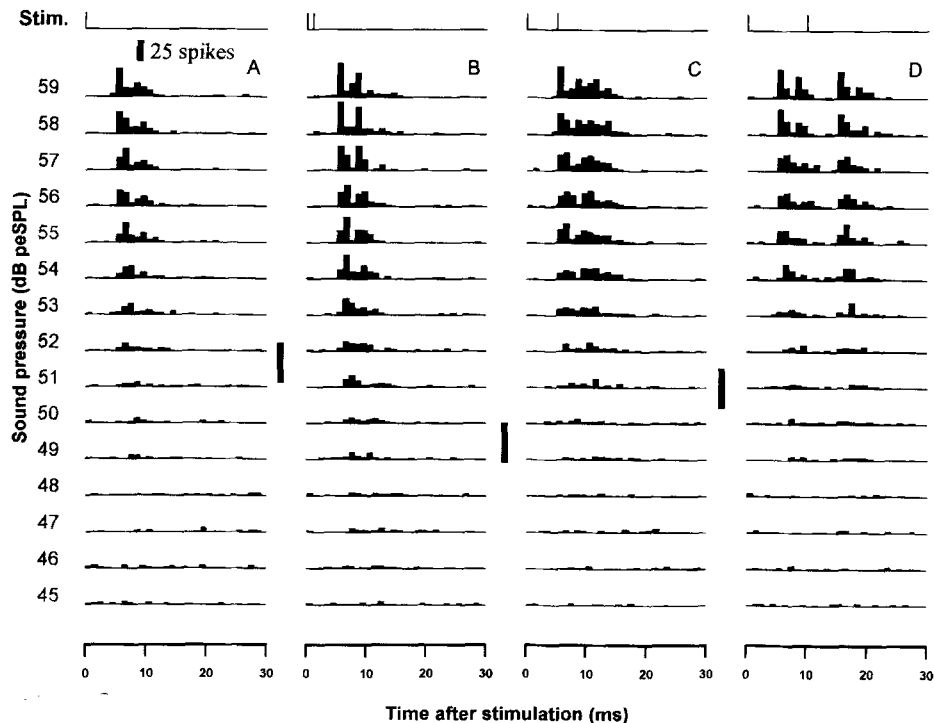 Stim.
25 spikes
A
B
C
D
Sound pressure (dB peSPL)
59
58
57
56
55
54
53
52
51
50
49
48
47
46
45
0 10 20 30
0 10 20 30
0 10 20 30
0 10 20 30
Time after stimulation (ms)